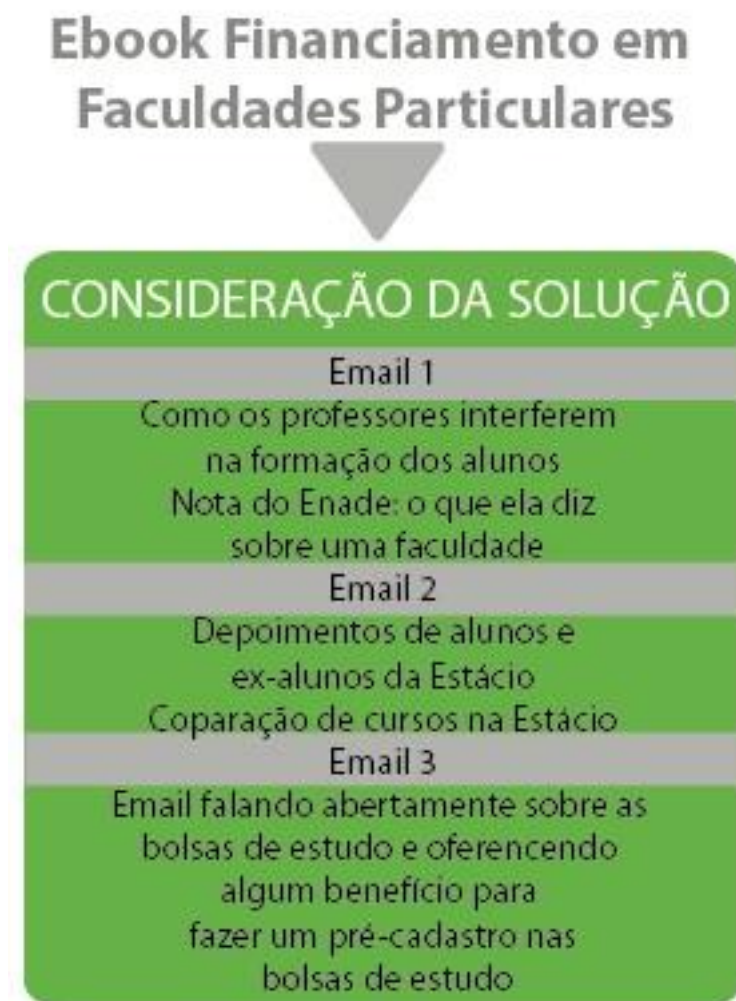 Ebook Financiamento em
Faculdades Particulares
CONSIDERAÇÃO DA SOLUÇÃO
Email 1
Como os professores interferem
na formação dos alunos
Nota do Enade: o que ela diz
sobre uma faculdade
Email 2
Depoimentos de alunos e
ex-alunos da Estácio
Coparação de cursos na Estácio
Email 3
Email falando abertamente sobre as
bolsas de estudo e oferencendo
algum benefício para
fazer um pré-cadastro nas
bolsas de estudo